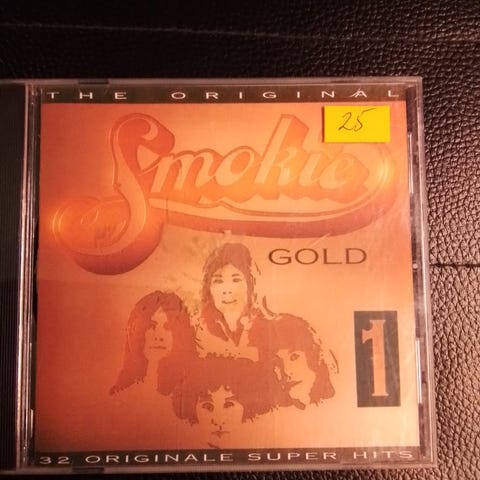 THE ORIGINAL
25
Smokie
GOLD
1
32 ORIGINALE SUPER HITS